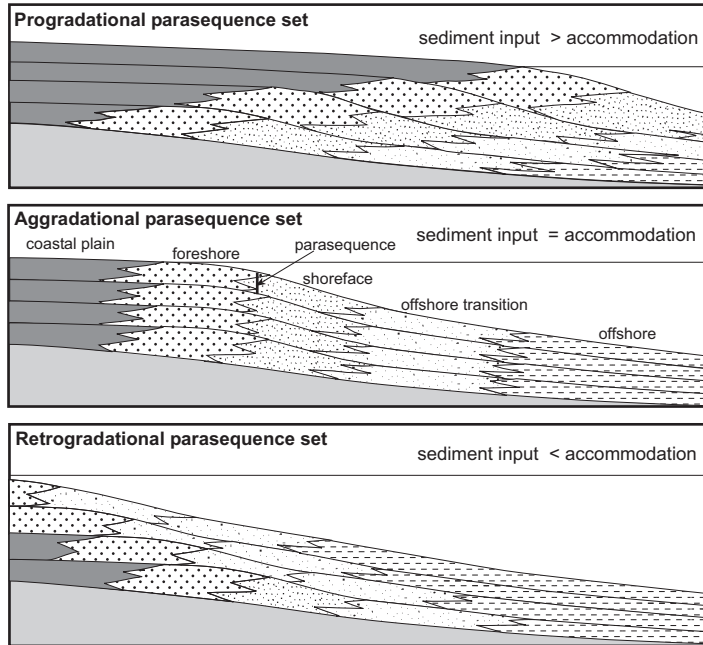 Progradational parasequence set
sediment input > accommodation
Aggradational parasequence set
sediment input = accommodation
coastal plain
foreshore
parasequence
shoreface
offshore transition
offshore
Retrogradational parasequence set
sediment input < accommodation